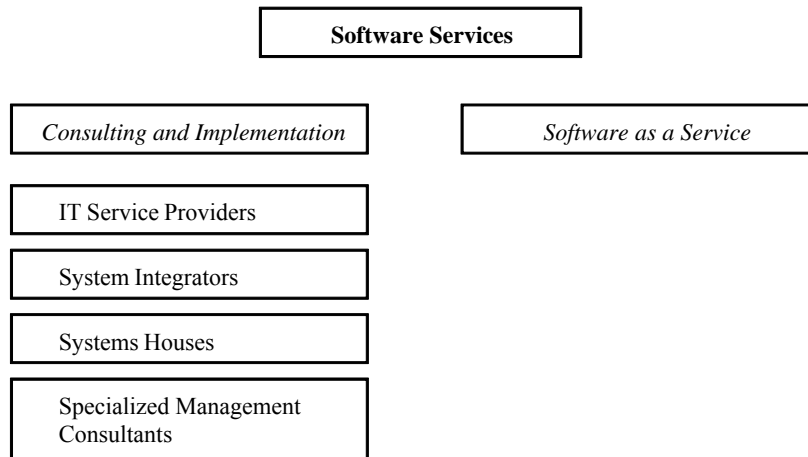 Software Services
Consulting and Implementation
Software as a Service
IT Service Providers
System Integrators
Systems Houses
Specialized Management
Consultants